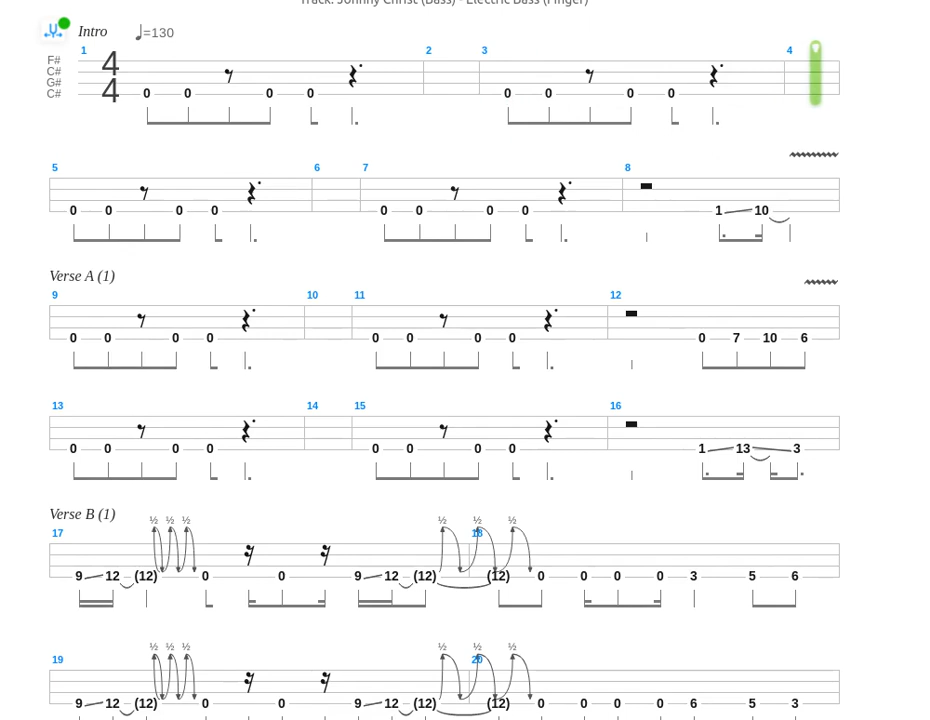 Track: Johnny Christ (Bass) - Electric Bass (Finger)
Intro ♩=130
1 2 3 4
F#
C#
G#
C#
4
4
0 0 0 0 0 0 0 0
5 6 7 8
0 0 0 0 0 0 0 0 1 10
Verse A (1)
9 10 11 12
0 0 0 0 0 0 0 0 0 7 10 6
13 14 15 16
0 0 0 0 0 0 0 0 1 13 3
Verse B (1)
½ ½ ½ ½ ½ ½
17 18
9 12 (12) 0 0 9 12 (12) (12) 0 0 0 0 3 5 6
½ ½ ½ ½ ½ ½
19 20
9 12 (12) 0 0 9 12 (12) (12) 0 0 0 0 6 5 3